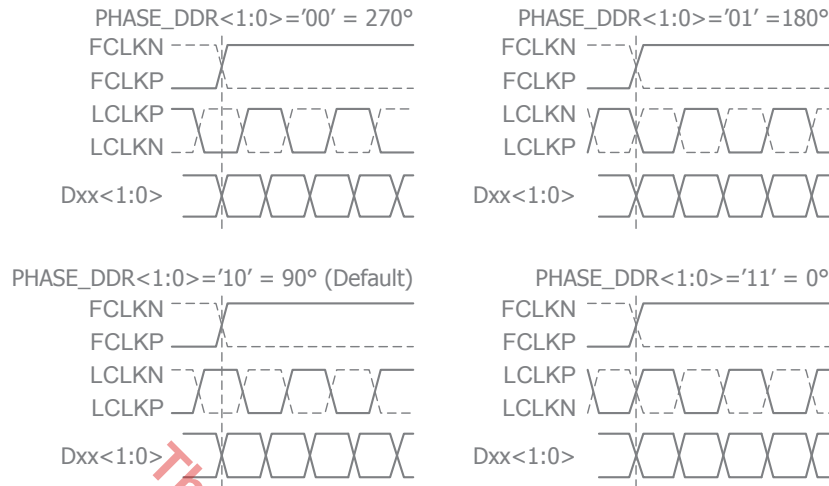 PHASE_DDR<1:0>='00' = 270°
FCLKN
FCLKP
LCLKP
LCLKN
Dxx<1:0>
PHASE_DDR<1:0>='01' =180°
FCLKN
FCLKP
LCLKN
LCLKP
Dxx<1:0>
PHASE_DDR<1:0>='10' = 90° (Default)
FCLKN
FCLKP
LCLKN
LCLKP
Dxx<1:0>
PHASE_DDR<1:0>='11' = 0°
FCLKN
FCLKP
LCLKP
LCLKN
Dxx<1:0>
Th